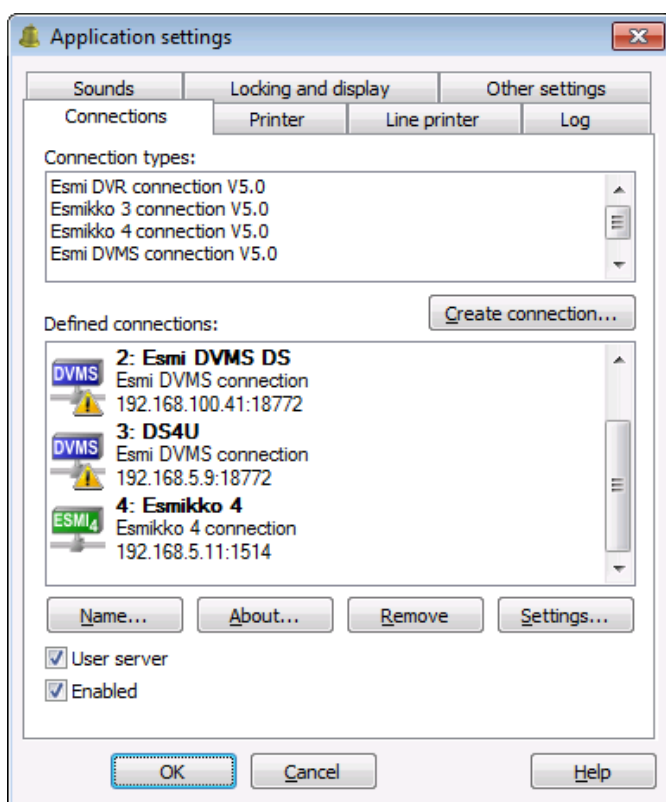 Application settings
Sounds
Locking and display
Other settings
Connections
Printer
Line printer
Log
Connection types:
Esmi DVR connection V5.0
Esmikko 3 connection V5.0
Esmikko 4 connection V5.0
Esmi DVMS connection V5.0
Create connection...
Defined connections:
DVMS
2: Esmi DVMS DS
Esmi DVMS connection
192.168.100.41:18772
DVMS
3: DS4U
Esmi DVMS connection
192.168.5.9:18772
ESMI4
4: Esmikko 4
Esmikko 4 connection
192.168.5.11:1514
Name...
About...
Remove
Settings...
User server
Enabled
OK
Cancel
Help